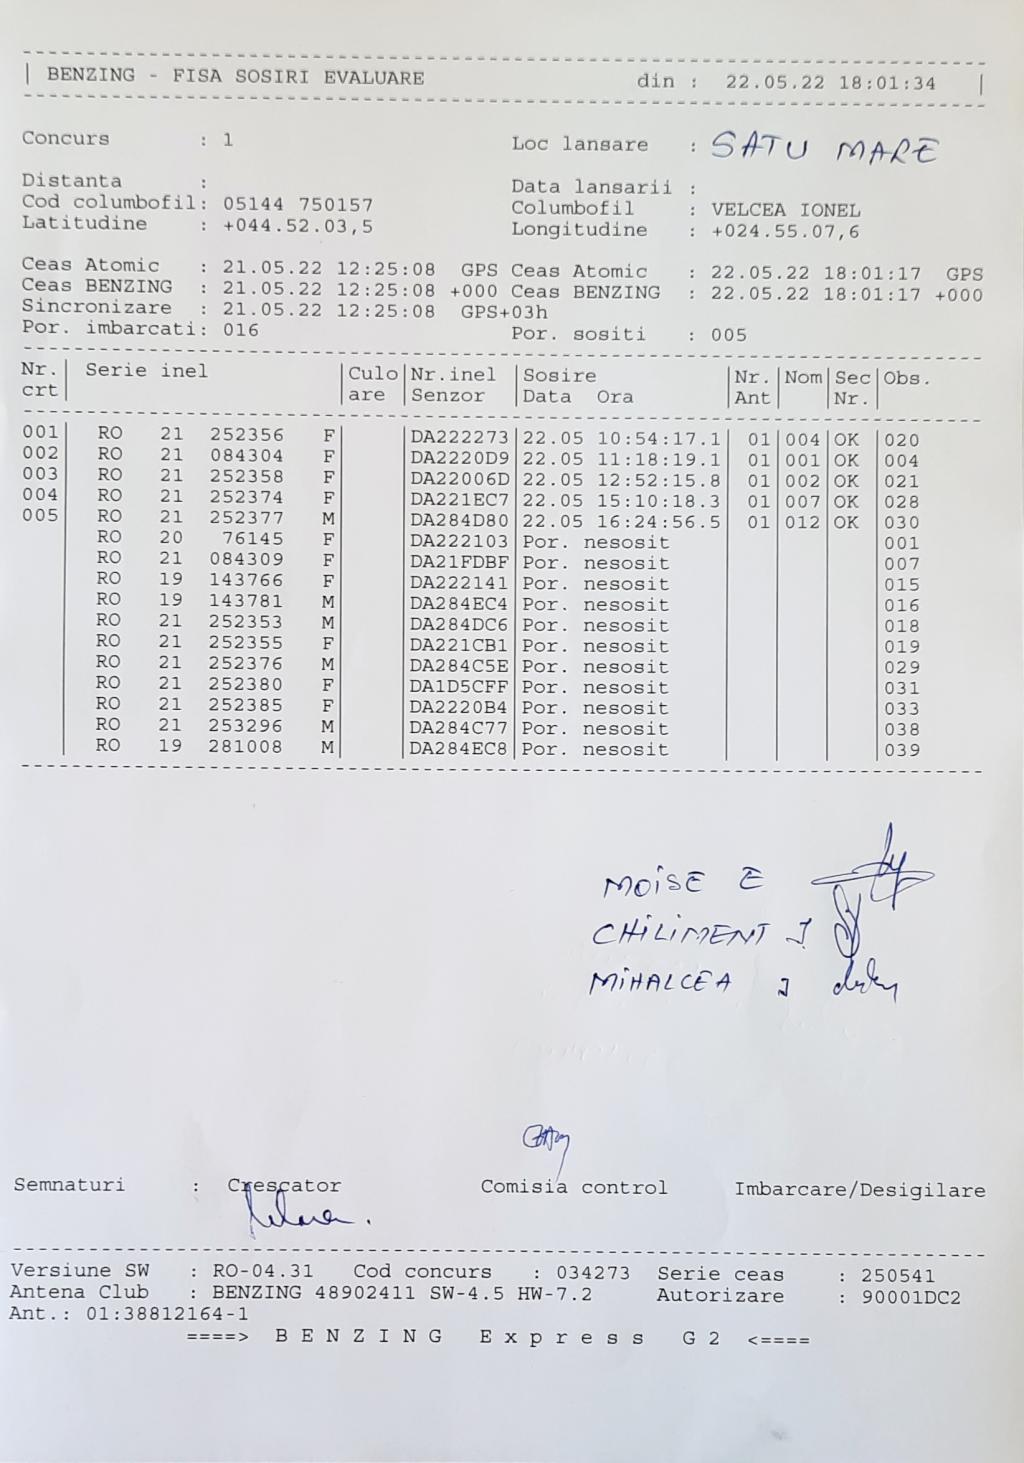 BENZING - FISA SOSIRI EVALUARE din : 22.05.22 18:01:34
Concurs : 1 Loc lansare : SATU MARE
Distanta : Data lansarii :
Cod columbofil: 05144 750157 Columbofil : VELCEA IONEL
Latitudine : +044.52.03,5 Longitudine : +024.55.07,6
Ceas Atomic : 21.05.22 12:25:08 GPS Ceas Atomic : 22.05.22 18:01:17 GPS
Ceas BENZING : 21.05.22 12:25:08 +000 Ceas BENZING : 22.05.22 18:01:17 +000
Sincronizare : 21.05.22 12:25:08 GPS+03h
Por. imbarcati: 016 Por. sositi : 005
Nr. Serie inel Culo Nr.inel Sosire Nr. Nom Sec Obs.
crt are Senzor Data Ora Ant Nr.
001 RO 21 252356 F DA222273 22.05 10:54:17.1 01 004 OK 020
002 RO 21 084304 F DA2220D9 22.05 11:18:19.1 01 001 OK 004
003 RO 21 252358 F DA22006D 22.05 12:52:15.8 01 002 OK 021
004 RO 21 252374 F DA221EC7 22.05 15:10:18.3 01 007 OK 028
005 RO 21 252377 M DA284D80 22.05 16:24:56.5 01 012 OK 030
RO 20 76145 F DA222103 Por. nesosit 001
RO 21 084309 F DA21FDBF Por. nesosit 007
RO 19 143766 F DA222141 Por. nesosit 015
RO 19 143781 M DA284EC4 Por. nesosit 016
RO 21 252353 M DA284DC6 Por. nesosit 018
RO 21 252355 F DA221CB1 Por. nesosit 019
RO 21 252376 M DA284C5E Por. nesosit 029
RO 21 252380 F DA1D5CFF Por. nesosit 031
RO 21 252385 F DA2220B4 Por. nesosit 033
RO 21 253296 M DA284C77 Por. nesosit 038
RO 19 281008 M DA284EC8 Por. nesosit 039
MOISE E
CHILIMENT I
MIHALCEA I
Semnaturi : Crescator Comisia control Imbarcare/Desigilare
Versiune SW : RO-04.31 Cod concurs : 034273 Serie ceas : 250541
Antena Club : BENZING 48902411 SW-4.5 HW-7.2 Autorizare : 90001DC2
Ant.: 01:38812164-1
====> B E N Z I N G E x p r e s s G 2 <====